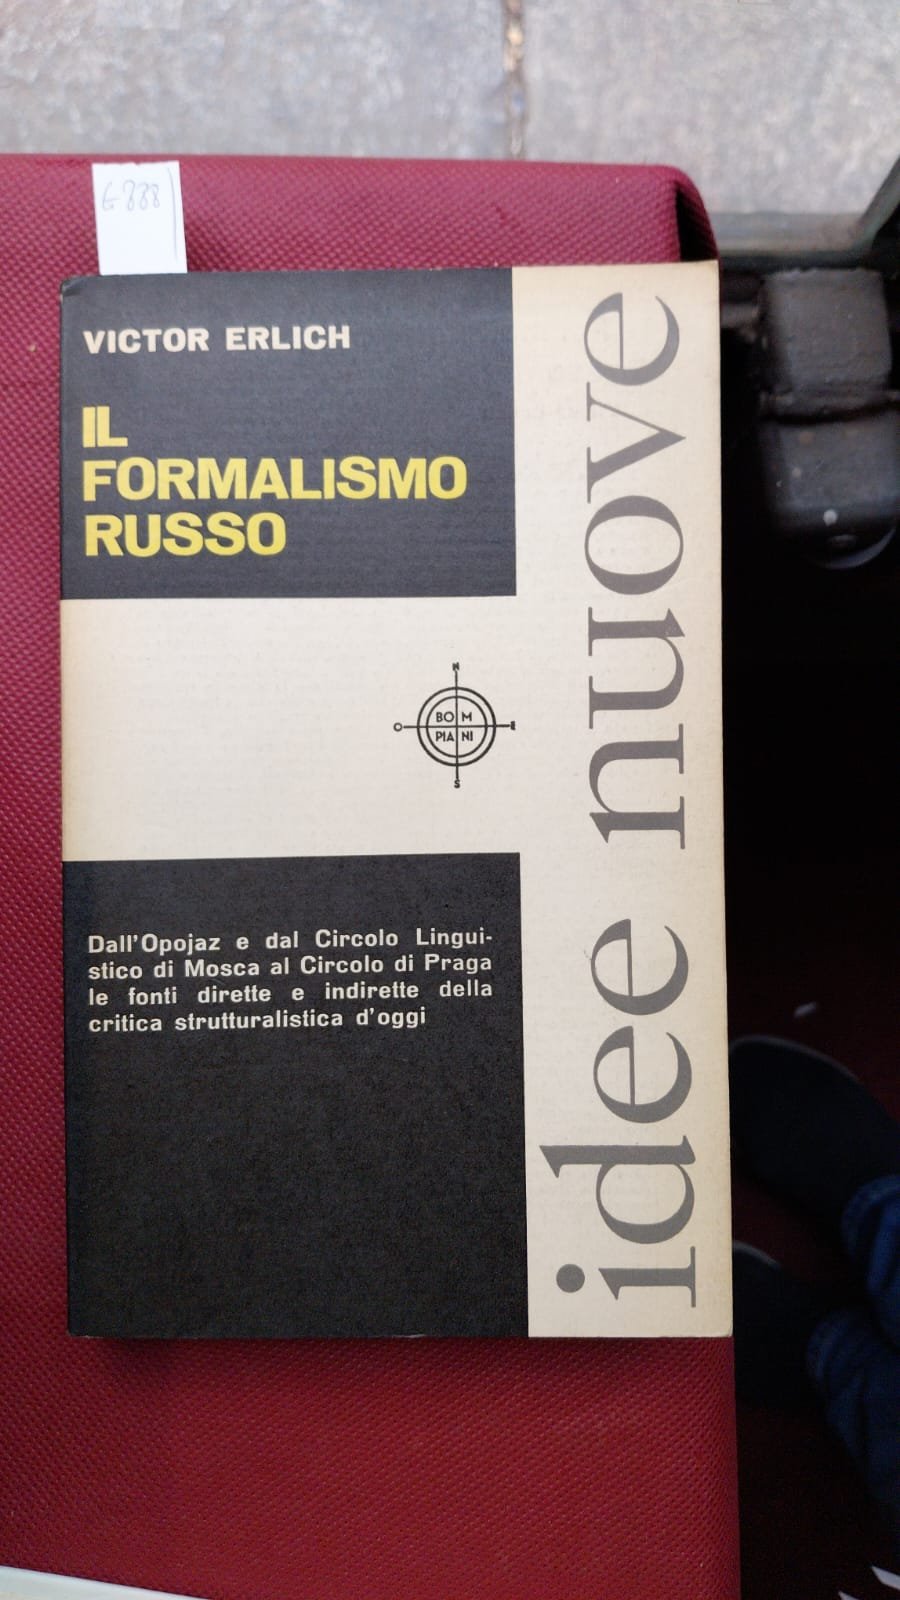 VICTOR ERLICH
IL
FORMALISMO
RUSSO
idee nuove
N
BO M
PIA NI
O
E
S
Dall'Opojaz e dal Circolo Lingui-
stico di Mosca al Circolo di Praga
le fonti dirette e indirette della
critica strutturalistica d'oggi